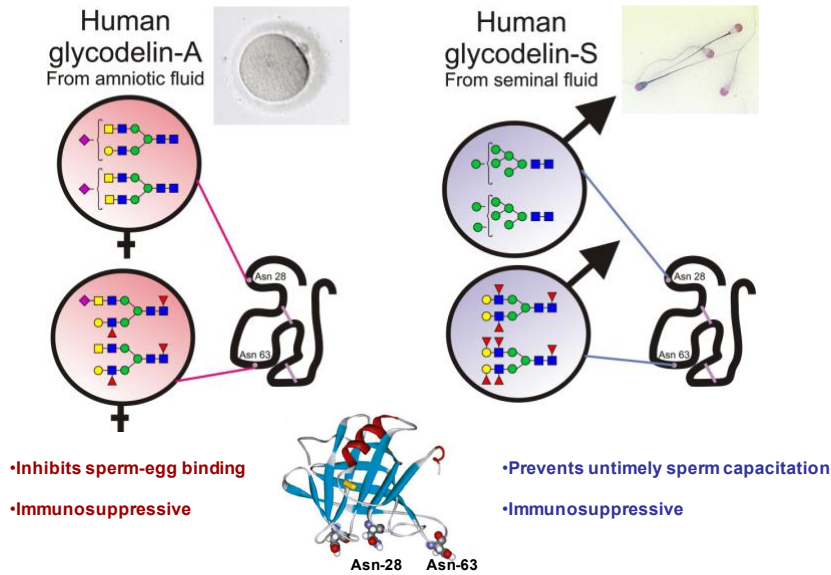 Human
glycodelin-A
From amniotic fluid
Human
glycodelin-S
From seminal fluid
Asn 28
Asn 63
Asn 28
Asn 63
•Inhibits sperm-egg binding
•Immunosuppressive
•Prevents untimely sperm capacitation
•Immunosuppressive
Asn-28 Asn-63